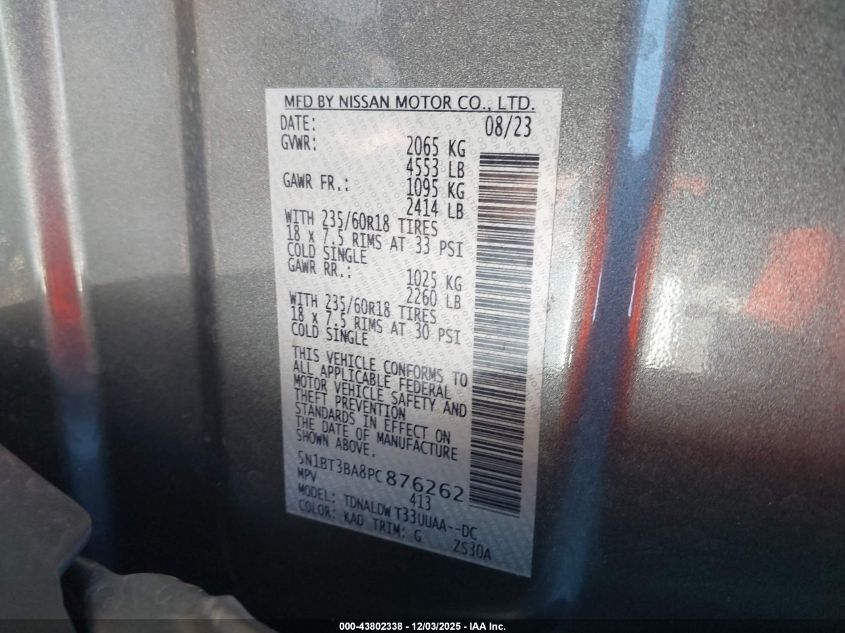 MFD BY NISSAN MOTOR CO., LTD.
DATE: 08/23
GVWR: 2065 KG
4553 LB
GAWR FR.: 1095 KG
2414 LB
WITH 235/60R18 TIRES
18 x 7.5 RIMS AT 33 PSI
COLD SINGLE
GAWR RR.: 1025 KG
2260 LB
WITH 235/60R18 TIRES
18 x 7.5 RIMS AT 30 PSI
COLD SINGLE
THIS VEHICLE CONFORMS TO
ALL APPLICABLE FEDERAL
MOTOR VEHICLE SAFETY AND
THEFT PREVENTION
STANDARDS IN EFFECT ON
THE DATE OF MANUFACTURE
SHOWN ABOVE.
5N1BT3BA8PC876262
MPV 413
MODEL: TDNALDWT33UUAA--DC
COLOR: KAD TRIM: G ZS30A
000-43802338 - 12/03/2025 - IAA Inc.